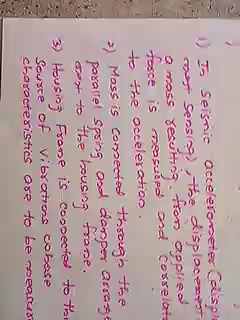 1) In seismic accelerometer (displ
ment sensing), the displacement
a mass resulting from applied
force is measured and correlate
to the acceleration.
2) Mass is connected through the
parallel spring and damper arrang
ment to the housing frame.
3) Housing Frame is connected to the
source of vibrations whose
characteristics are to be measured